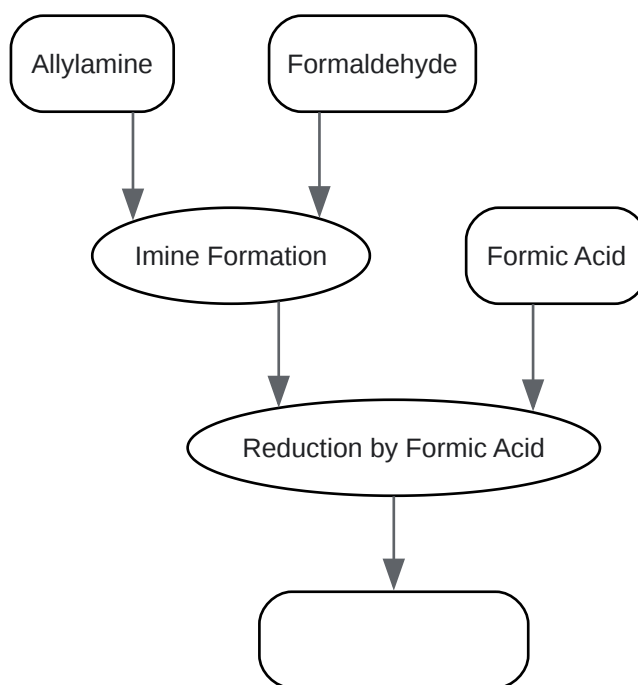 Allylamine
Formaldehyde
Imine Formation
Formic Acid
Reduction by Formic Acid